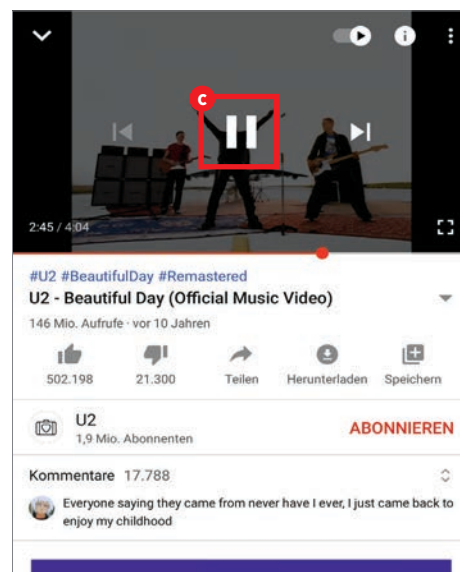 C
2:45 / 4:04
#U2 #BeautifulDay #Remastered
U2 - Beautiful Day (Official Music Video)
146 Mio. Aufrufe · vor 10 Jahren
502.198 21.300 Teilen Herunterladen Speichern
U2
1,9 Mio. Abonnenten
ABONNIEREN
Kommentare 17.788
Everyone saying they came from never have I ever, I just came back to
enjoy my childhood